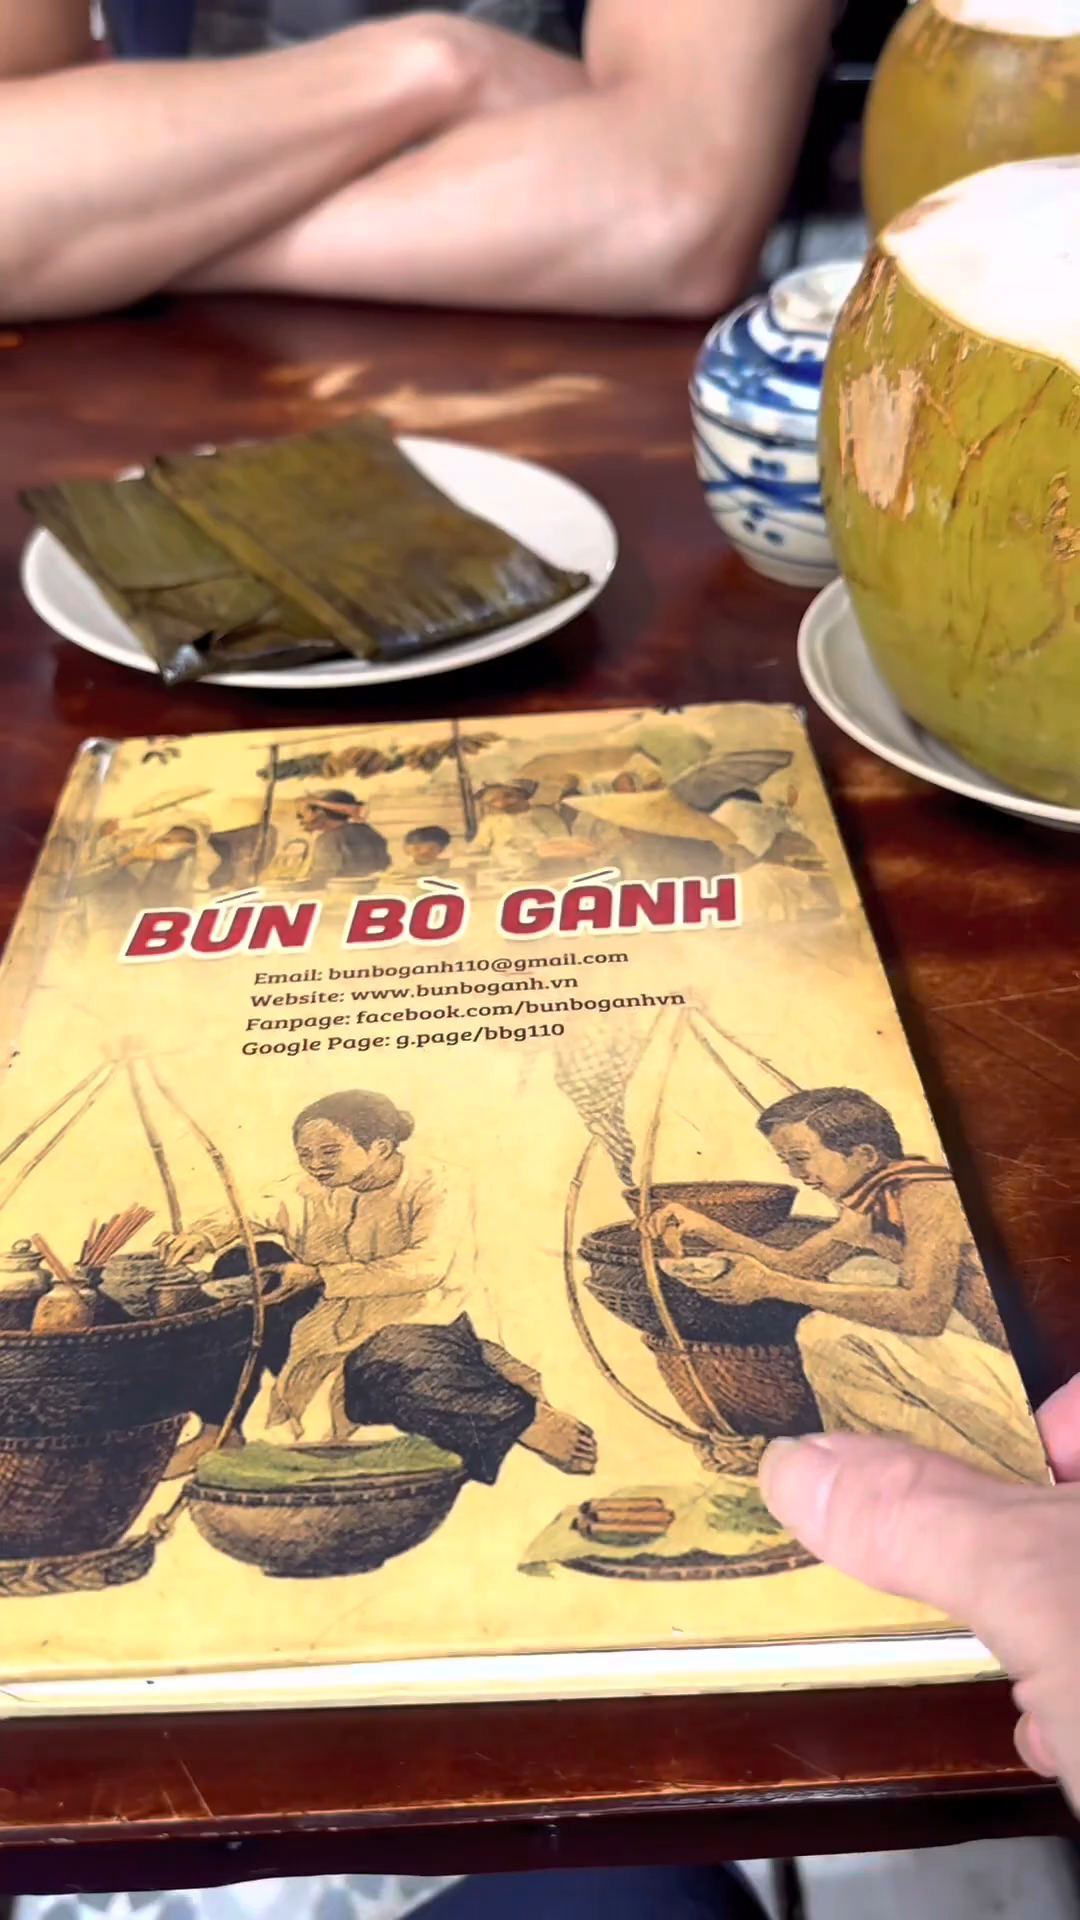 BÚN BÒ GÁNH
Email: bunboganh110@gmail.com
Website: www.bunboganh.vn
Fanpage: facebook.com/bunboganhvn
Google Page: g.page/bbg110